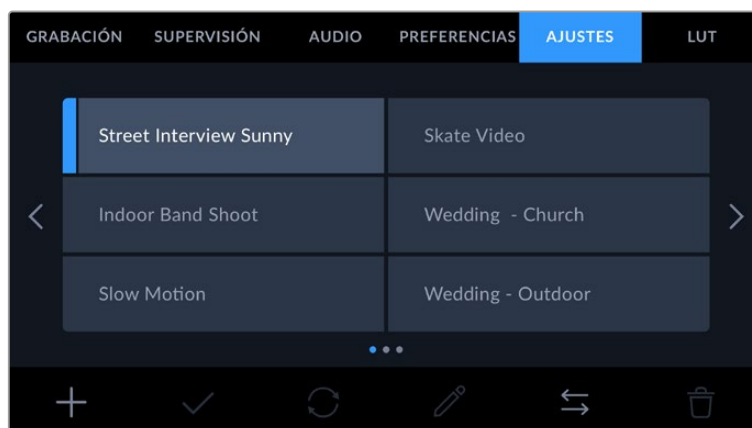 GRABACIÓN SUPERVISIÓN AUDIO PREFERENCIAS AJUSTES LUT
Street Interview Sunny Skate Video
Indoor Band Shoot Wedding - Church
Slow Motion Wedding - Outdoor